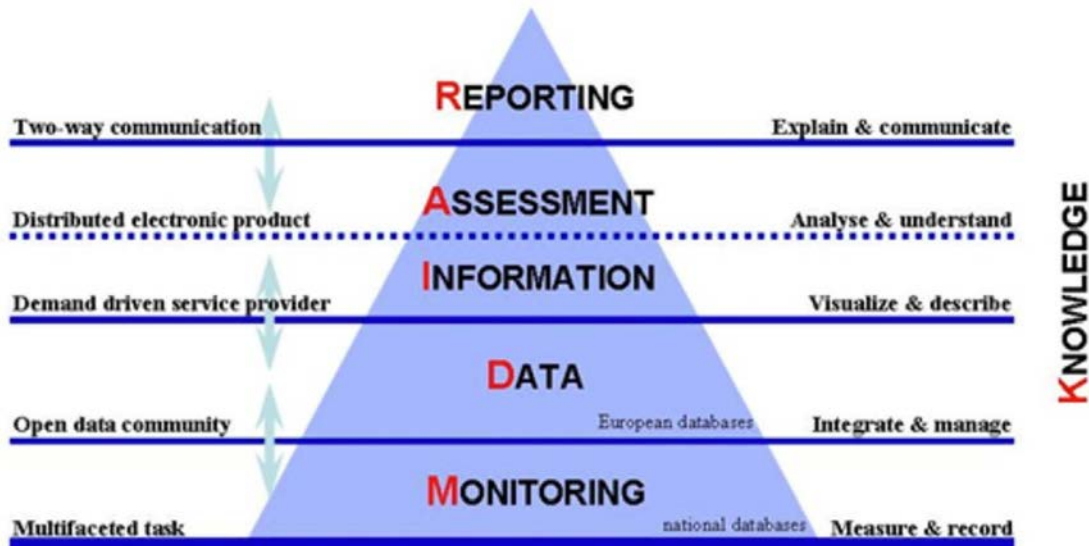 REPORTING
Two-way communication
Explain & communicate
ASSESSMENT
Distributed electronic product
Analyse & understand
INFORMATION
Demand driven service provider
Visualize & describe
DATA
Open data community
European databases
Integrate & manage
MONITORING
Multifaceted task
national databases
Measure & record
KNOWLEDGE